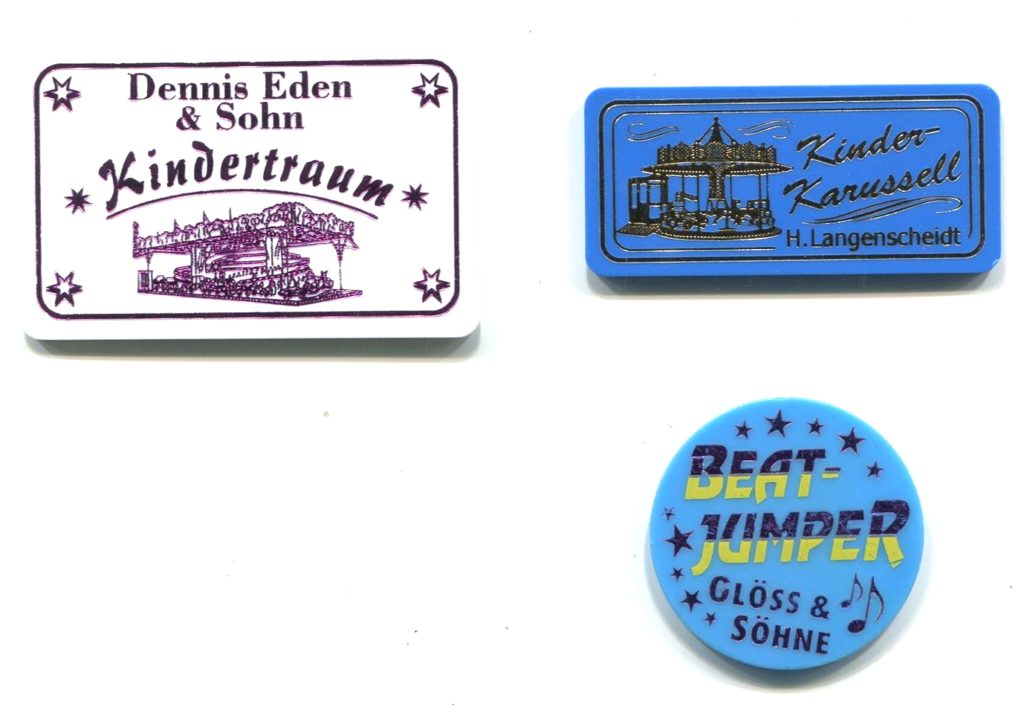 Dennis Eden
& Sohn
Kindertraum
Kinder-
Karussell
H. Langenscheidt
BEAT-
JUMPER
GLÖSS &
SÖHNE